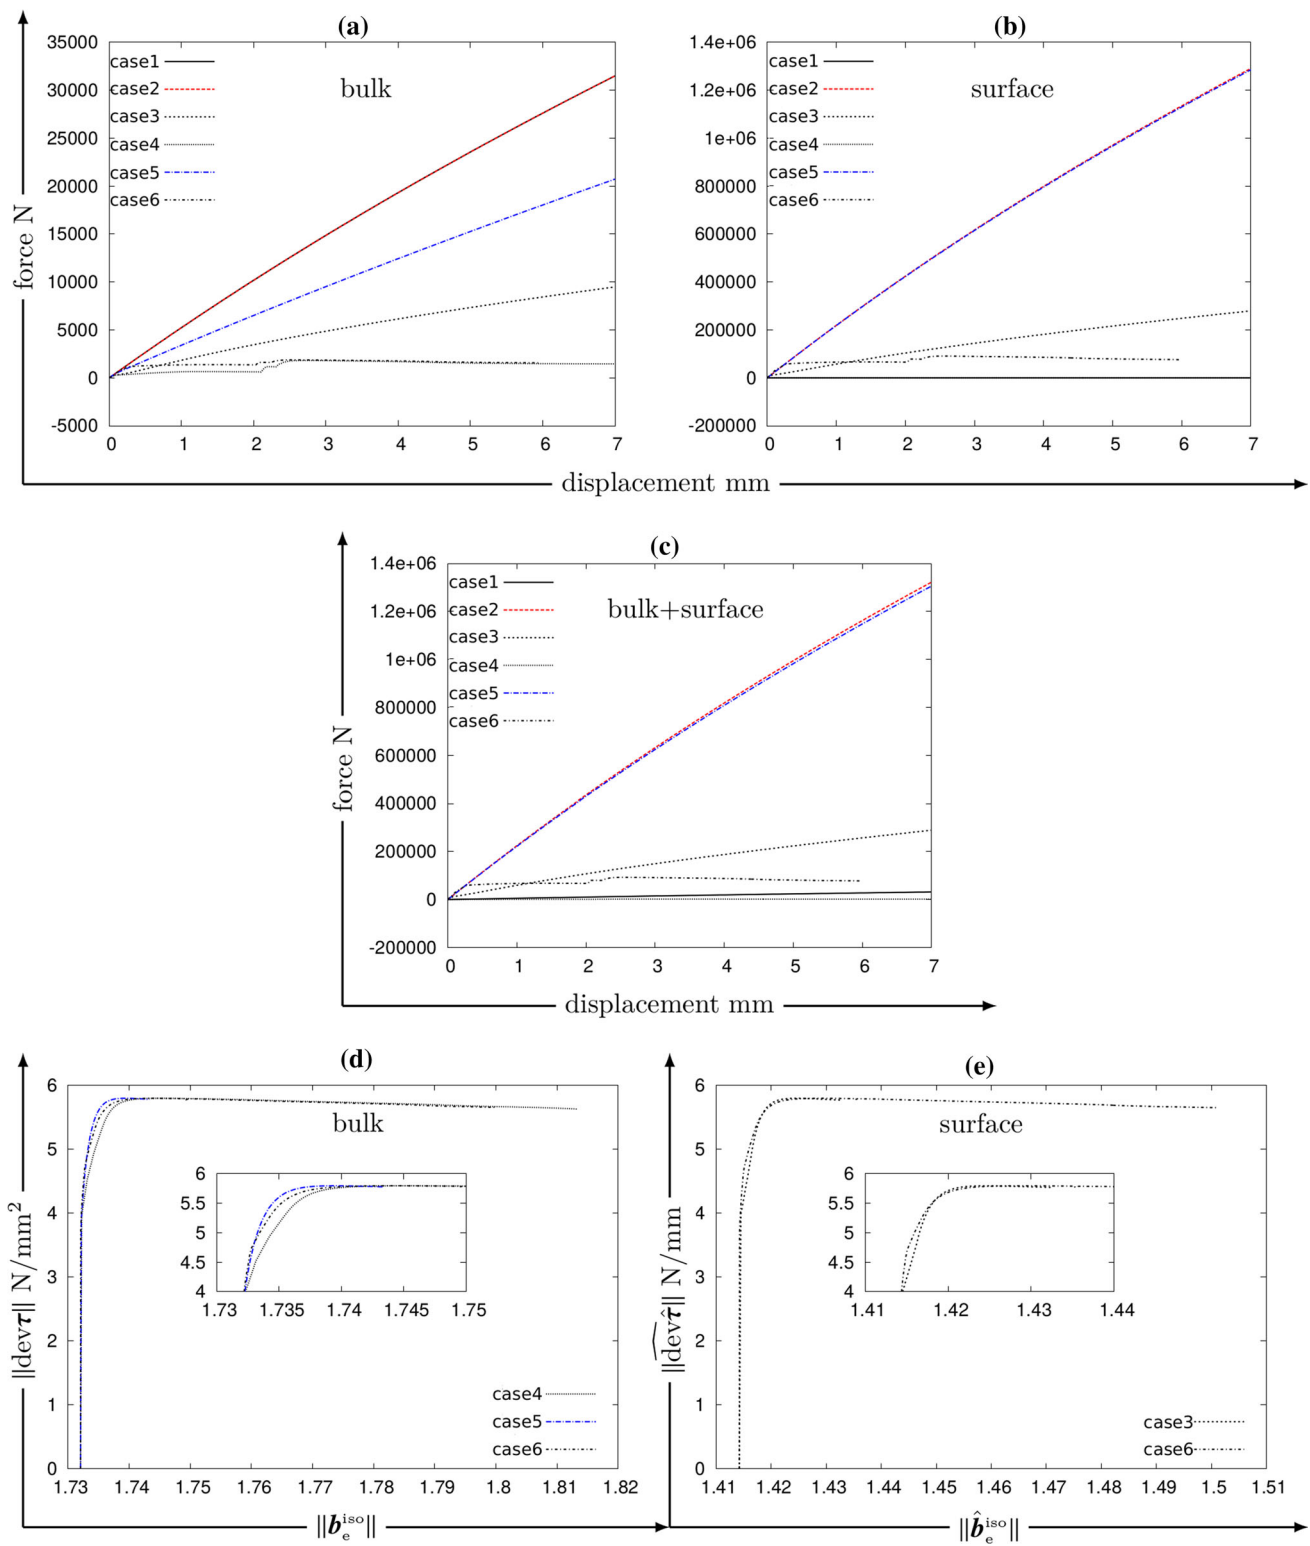 (a)
35000
30000
25000
20000
15000
10000
5000
0
-5000
case1
case2
case3
case4
case5
case6
bulk
0 1 2 3 4 5 6 7
force N
(b)
1.4e+06
1.2e+06
1e+06
800000
600000
400000
200000
0
-200000
case1
case2
case3
case4
case5
case6
surface
0 1 2 3 4 5 6 7
displacement mm
(c)
1.4e+06
1.2e+06
1e+06
800000
600000
400000
200000
0
-200000
case1
case2
case3
case4
case5
case6
bulk+surface
0 1 2 3 4 5 6 7
force N
displacement mm
(d)
6
5
4
3
2
1
0
bulk
6
5.5
5
4.5
4
1.73 1.735 1.74 1.745 1.75
case4
case5
case6
1.73 1.74 1.75 1.76 1.77 1.78 1.79 1.8 1.81 1.82
||dev𝝉|| N/mm²
||𝒃ₑ^iso||
(e)
6
5
4
3
2
1
0
surface
6
5.5
5
4.5
4
1.41 1.42 1.43 1.44
case3
case6
1.41 1.42 1.43 1.44 1.45 1.46 1.47 1.48 1.49 1.5 1.51
||dev̂𝝉̂|| N/mm
||𝒃̂ₑ^iso||